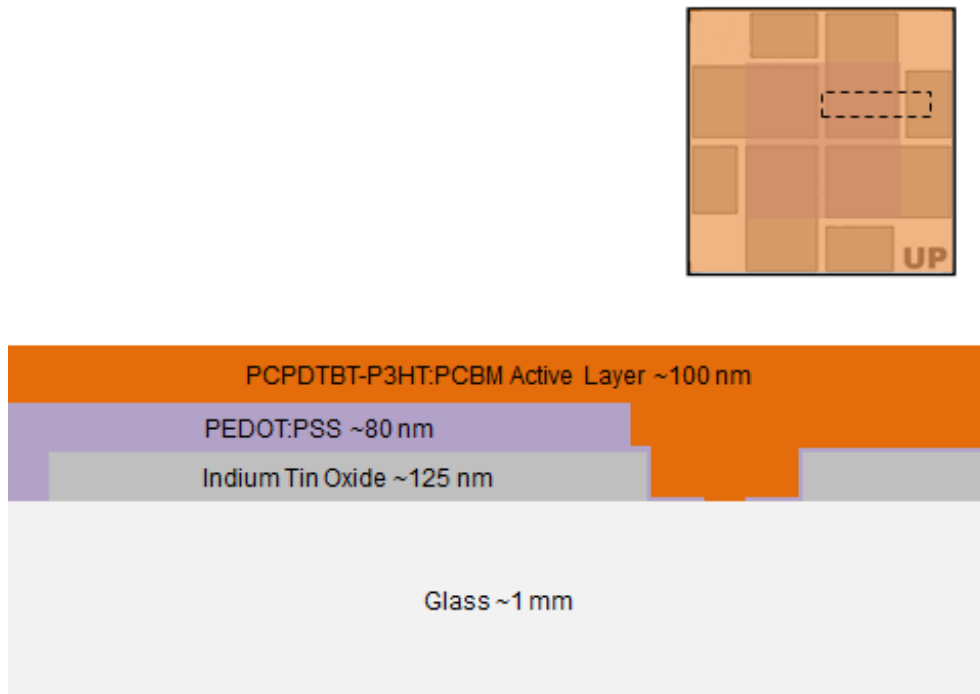 UP
PCPDTBT-P3HT:PCBM Active Layer ~100 nm
PEDOT:PSS ~80 nm
Indium Tin Oxide ~125 nm
Glass ~1 mm